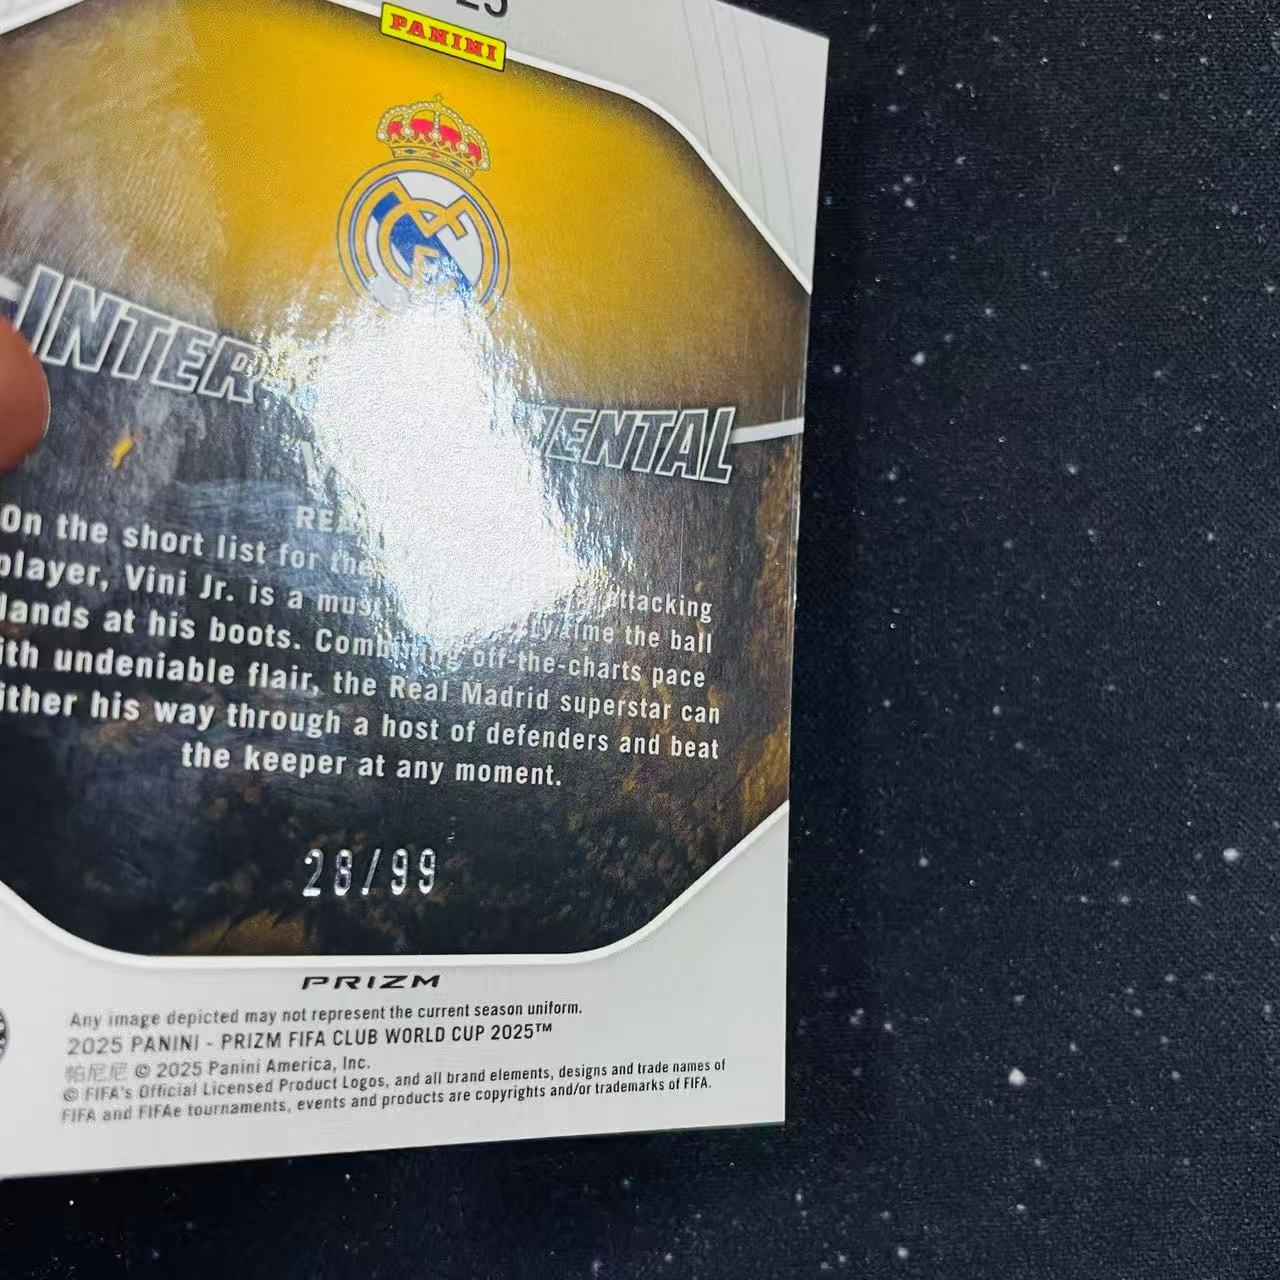 25
PANINI
INTER
ENTAL
On the short list for the attacking
player, Vini Jr. is a time the ball
lands at his boots. Combining off-the-charts pace
ith undeniable flair, the Real Madrid superstar can
ither his way through a host of defenders and beat
the keeper at any moment.
28/99
PRIZM
Any image depicted may not represent the current season uniform.
2025 PANINI - PRIZM FIFA CLUB WORLD CUP 2025™
帕尼尼 © 2025 Panini America, Inc.
© FIFA's Official Licensed Product Logos, and all brand elements, designs and trade names of
FIFA and FIFAe tournaments, events and products are copyrights and/or trademarks of FIFA.